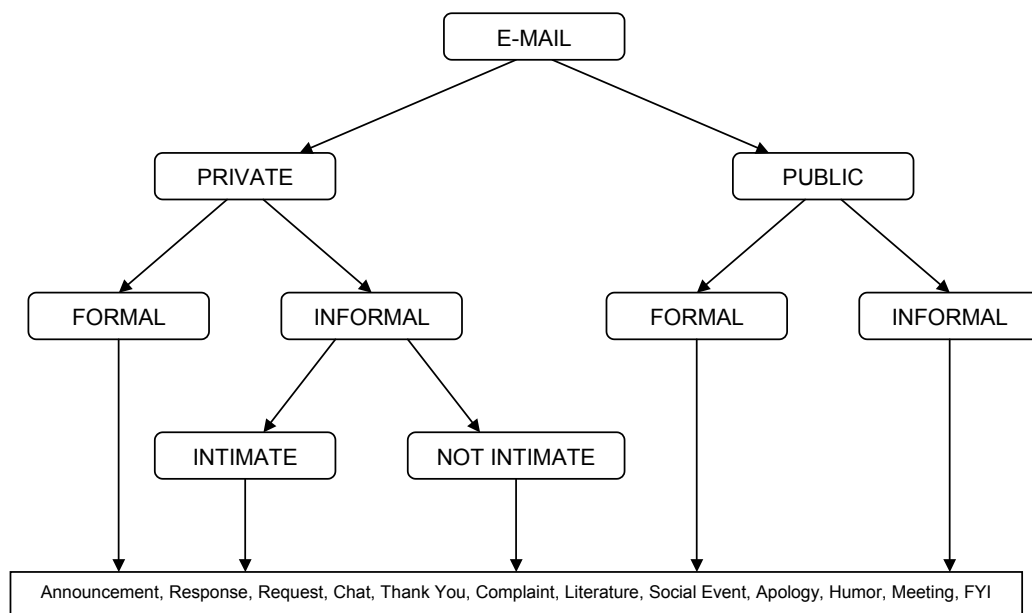 E-MAIL
PRIVATE
PUBLIC
FORMAL
INFORMAL
FORMAL
INFORMAL
INTIMATE
NOT INTIMATE
Announcement, Response, Request, Chat, Thank You, Complaint, Literature, Social Event, Apology, Humor, Meeting, FYI